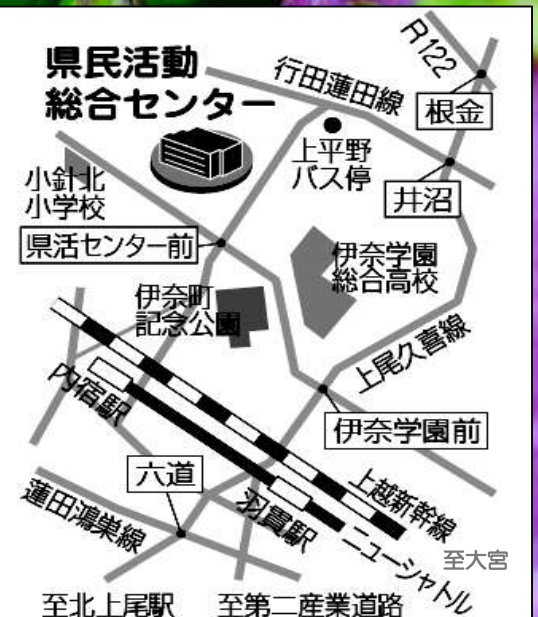 県民活動
総合センター
R122
行田蓮田線
根金
上平野
バス停
井沼
小針北
小学校
県活センター前
伊奈学園
総合高校
伊奈町
記念公園
上尾久喜線
内宿駅
伊奈学園前
六道
上越新幹線
羽貫駅
蓮田鴻巣線
ニューシャトル
至大宮
至北上尾駅
至第二産業道路